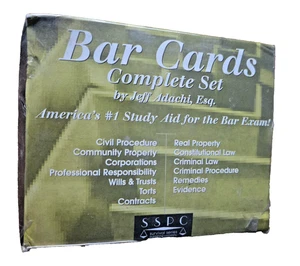 Bar Cards
Complete Set
by Jeff Adachi, Esq.
America's #1 Study Aid for the Bar Exam!
Civil Procedure
Community Property
Corporations
Professional Responsibility
Wills & Trusts
Torts
Contracts
Real Property
Constitutional Law
Criminal Law
Criminal Procedure
Remedies
Evidence
SSPC